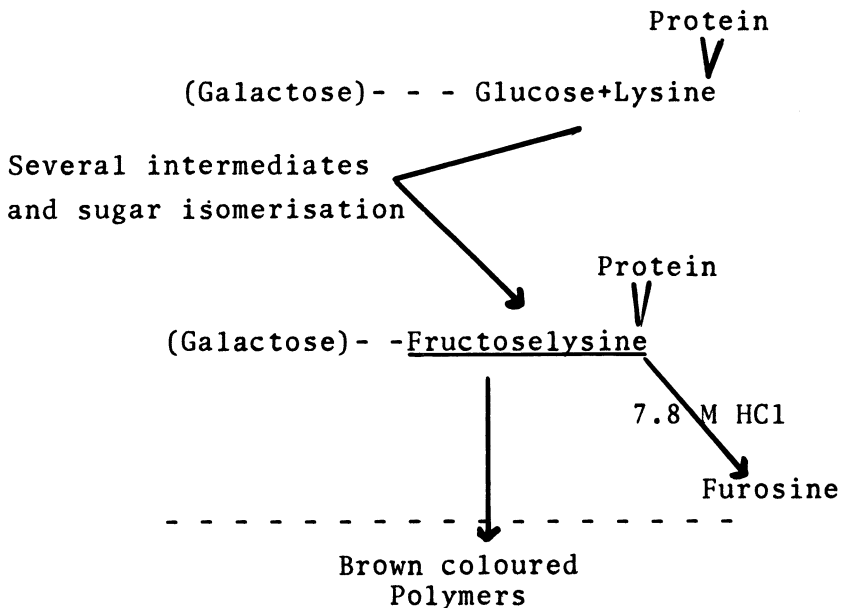 Protein
(Galactose)- - - Glucose+Lysine
Several intermediates
and sugar isomerisation
Protein
(Galactose)- -Fructoselysine
7.8 M HCl
Furosine
Brown coloured
Polymers